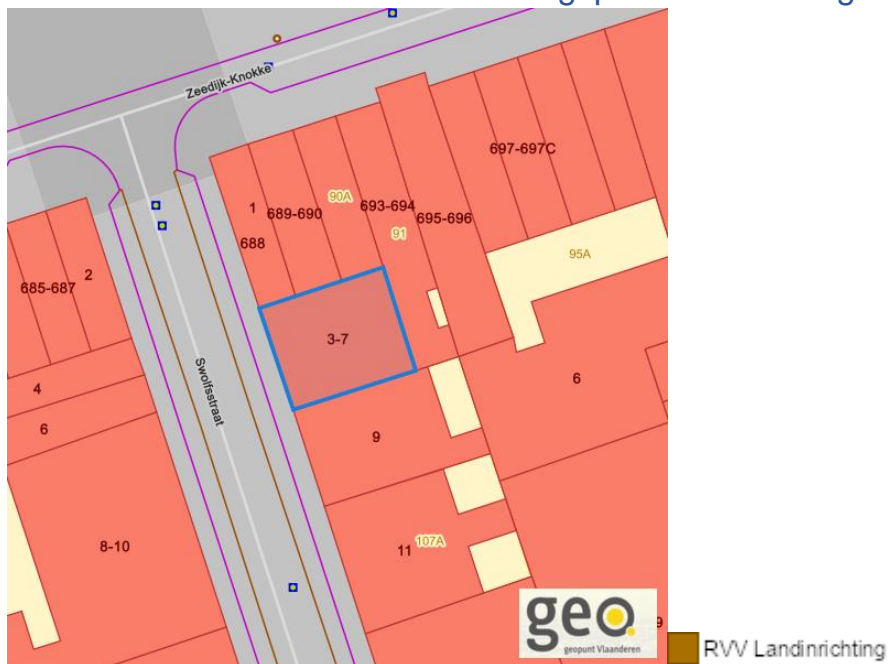 Zeedijk-Knokke
697-697C
90A
693-694
1
689-690
695-696
91
688
95A
2
685-687
3-7
Swolfsstraat
4
6
6
9
8-10
11
107A
9
geo.
geopunt Vlaanderen
RVV Landinrichting